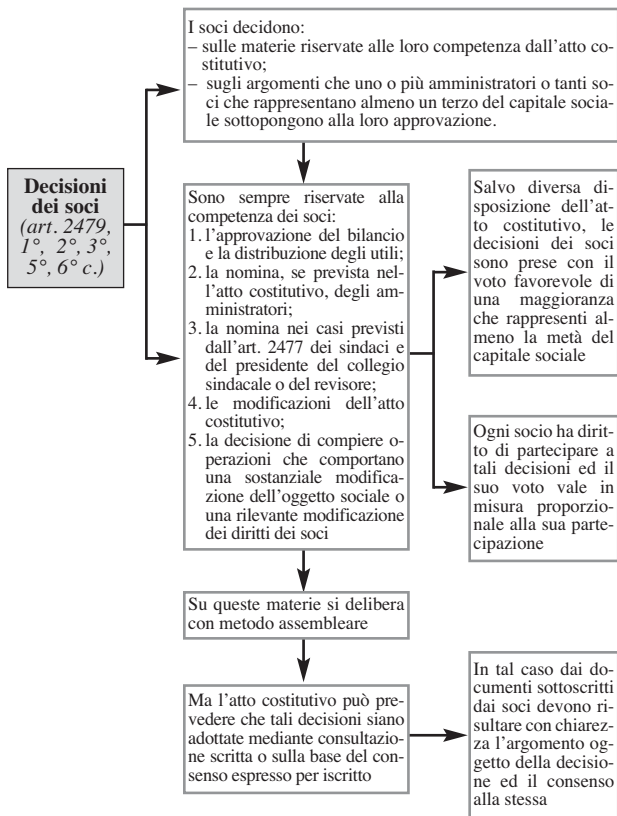 I soci decidono:
– sulle materie riservate alle loro competenza dall’atto co-
stitutivo;
– sugli argomenti che uno o più amministratori o tanti so-
ci che rappresentano almeno un terzo del capitale socia-
le sottopongono alla loro approvazione.
Decisioni
dei soci
(art. 2479,
1°, 2°, 3°,
5°, 6° c.)
Sono sempre riservate alla
competenza dei soci:
1. l’approvazione del bilancio
e la distribuzione degli utili;
2. la nomina, se prevista nel-
l’atto costitutivo, degli am-
ministratori;
3. la nomina nei casi previsti
dall’art. 2477 dei sindaci e
del presidente del collegio
sindacale o del revisore;
4. le modificazioni dell’atto
costitutivo;
5. la decisione di compiere o-
perazioni che comportano
una sostanziale modifica-
zione dell’oggetto sociale o
una rilevante modificazione
dei diritti dei soci
Salvo diversa di-
sposizione dell’at-
to costitutivo, le
decisioni dei soci
sono prese con il
voto favorevole di
una maggioranza
che rappresenti al-
meno la metà del
capitale sociale
Ogni socio ha dirit-
to di partecipare a
tali decisioni ed il
suo voto vale in
misura proporzio-
nale alla sua parte-
cipazione
Su queste materie si delibera
con metodo assembleare
Ma l’atto costitutivo può pre-
vedere che tali decisioni siano
adottate mediante consultazio-
ne scritta o sulla base del con-
senso espresso per iscritto
In tal caso dai do-
cumenti sottoscritti
dai soci devono ri-
sultare con chiarez-
za l’argomento og-
getto della decisio-
ne ed il consenso
alla stessa